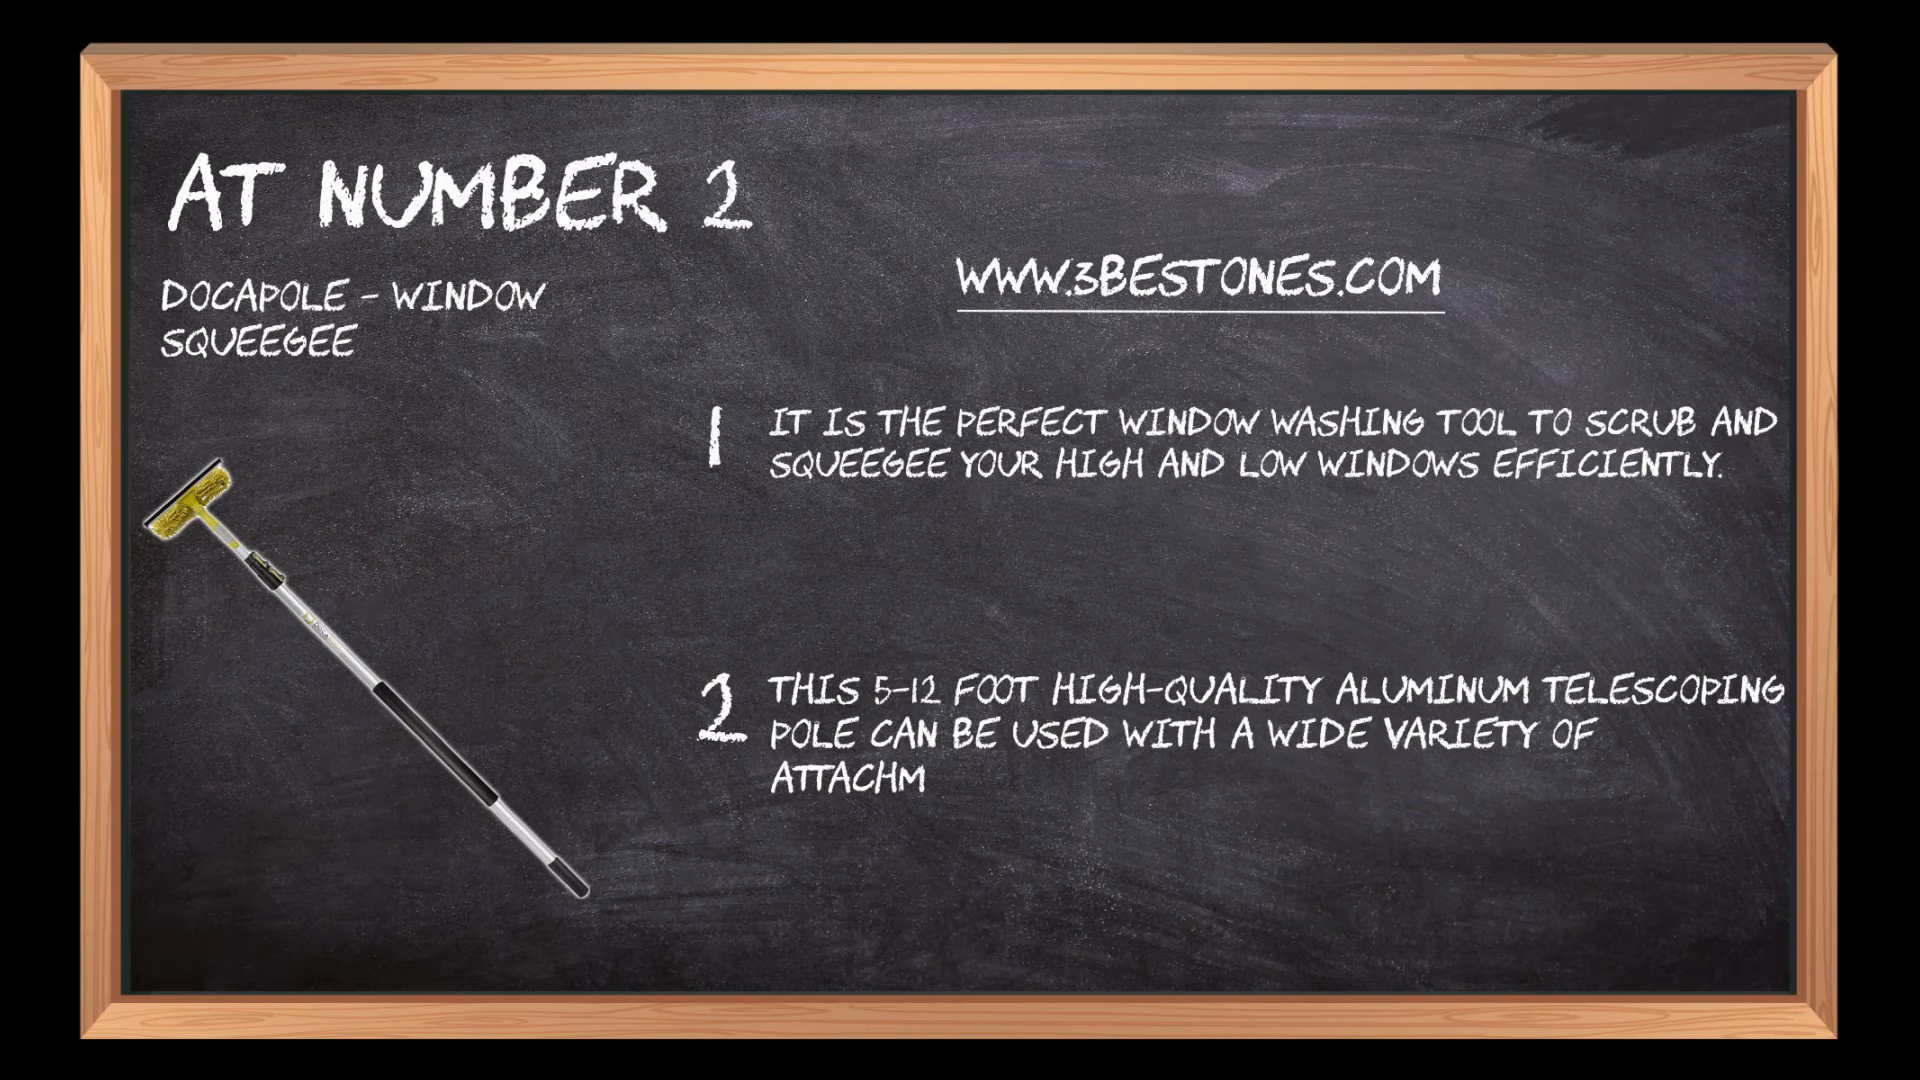 AT NUMBER 2
DOCAPOLE - WINDOW
SQUEEGEE
WWW.3BESTONES.COM
1 IT IS THE PERFECT WINDOW WASHING TOOL TO SCRUB AND
SQUEEGEE YOUR HIGH AND LOW WINDOWS EFFICIENTLY.
2 THIS 5-12 FOOT HIGH-QUALITY ALUMINUM TELESCOPING
POLE CAN BE USED WITH A WIDE VARIETY OF
ATTACHM